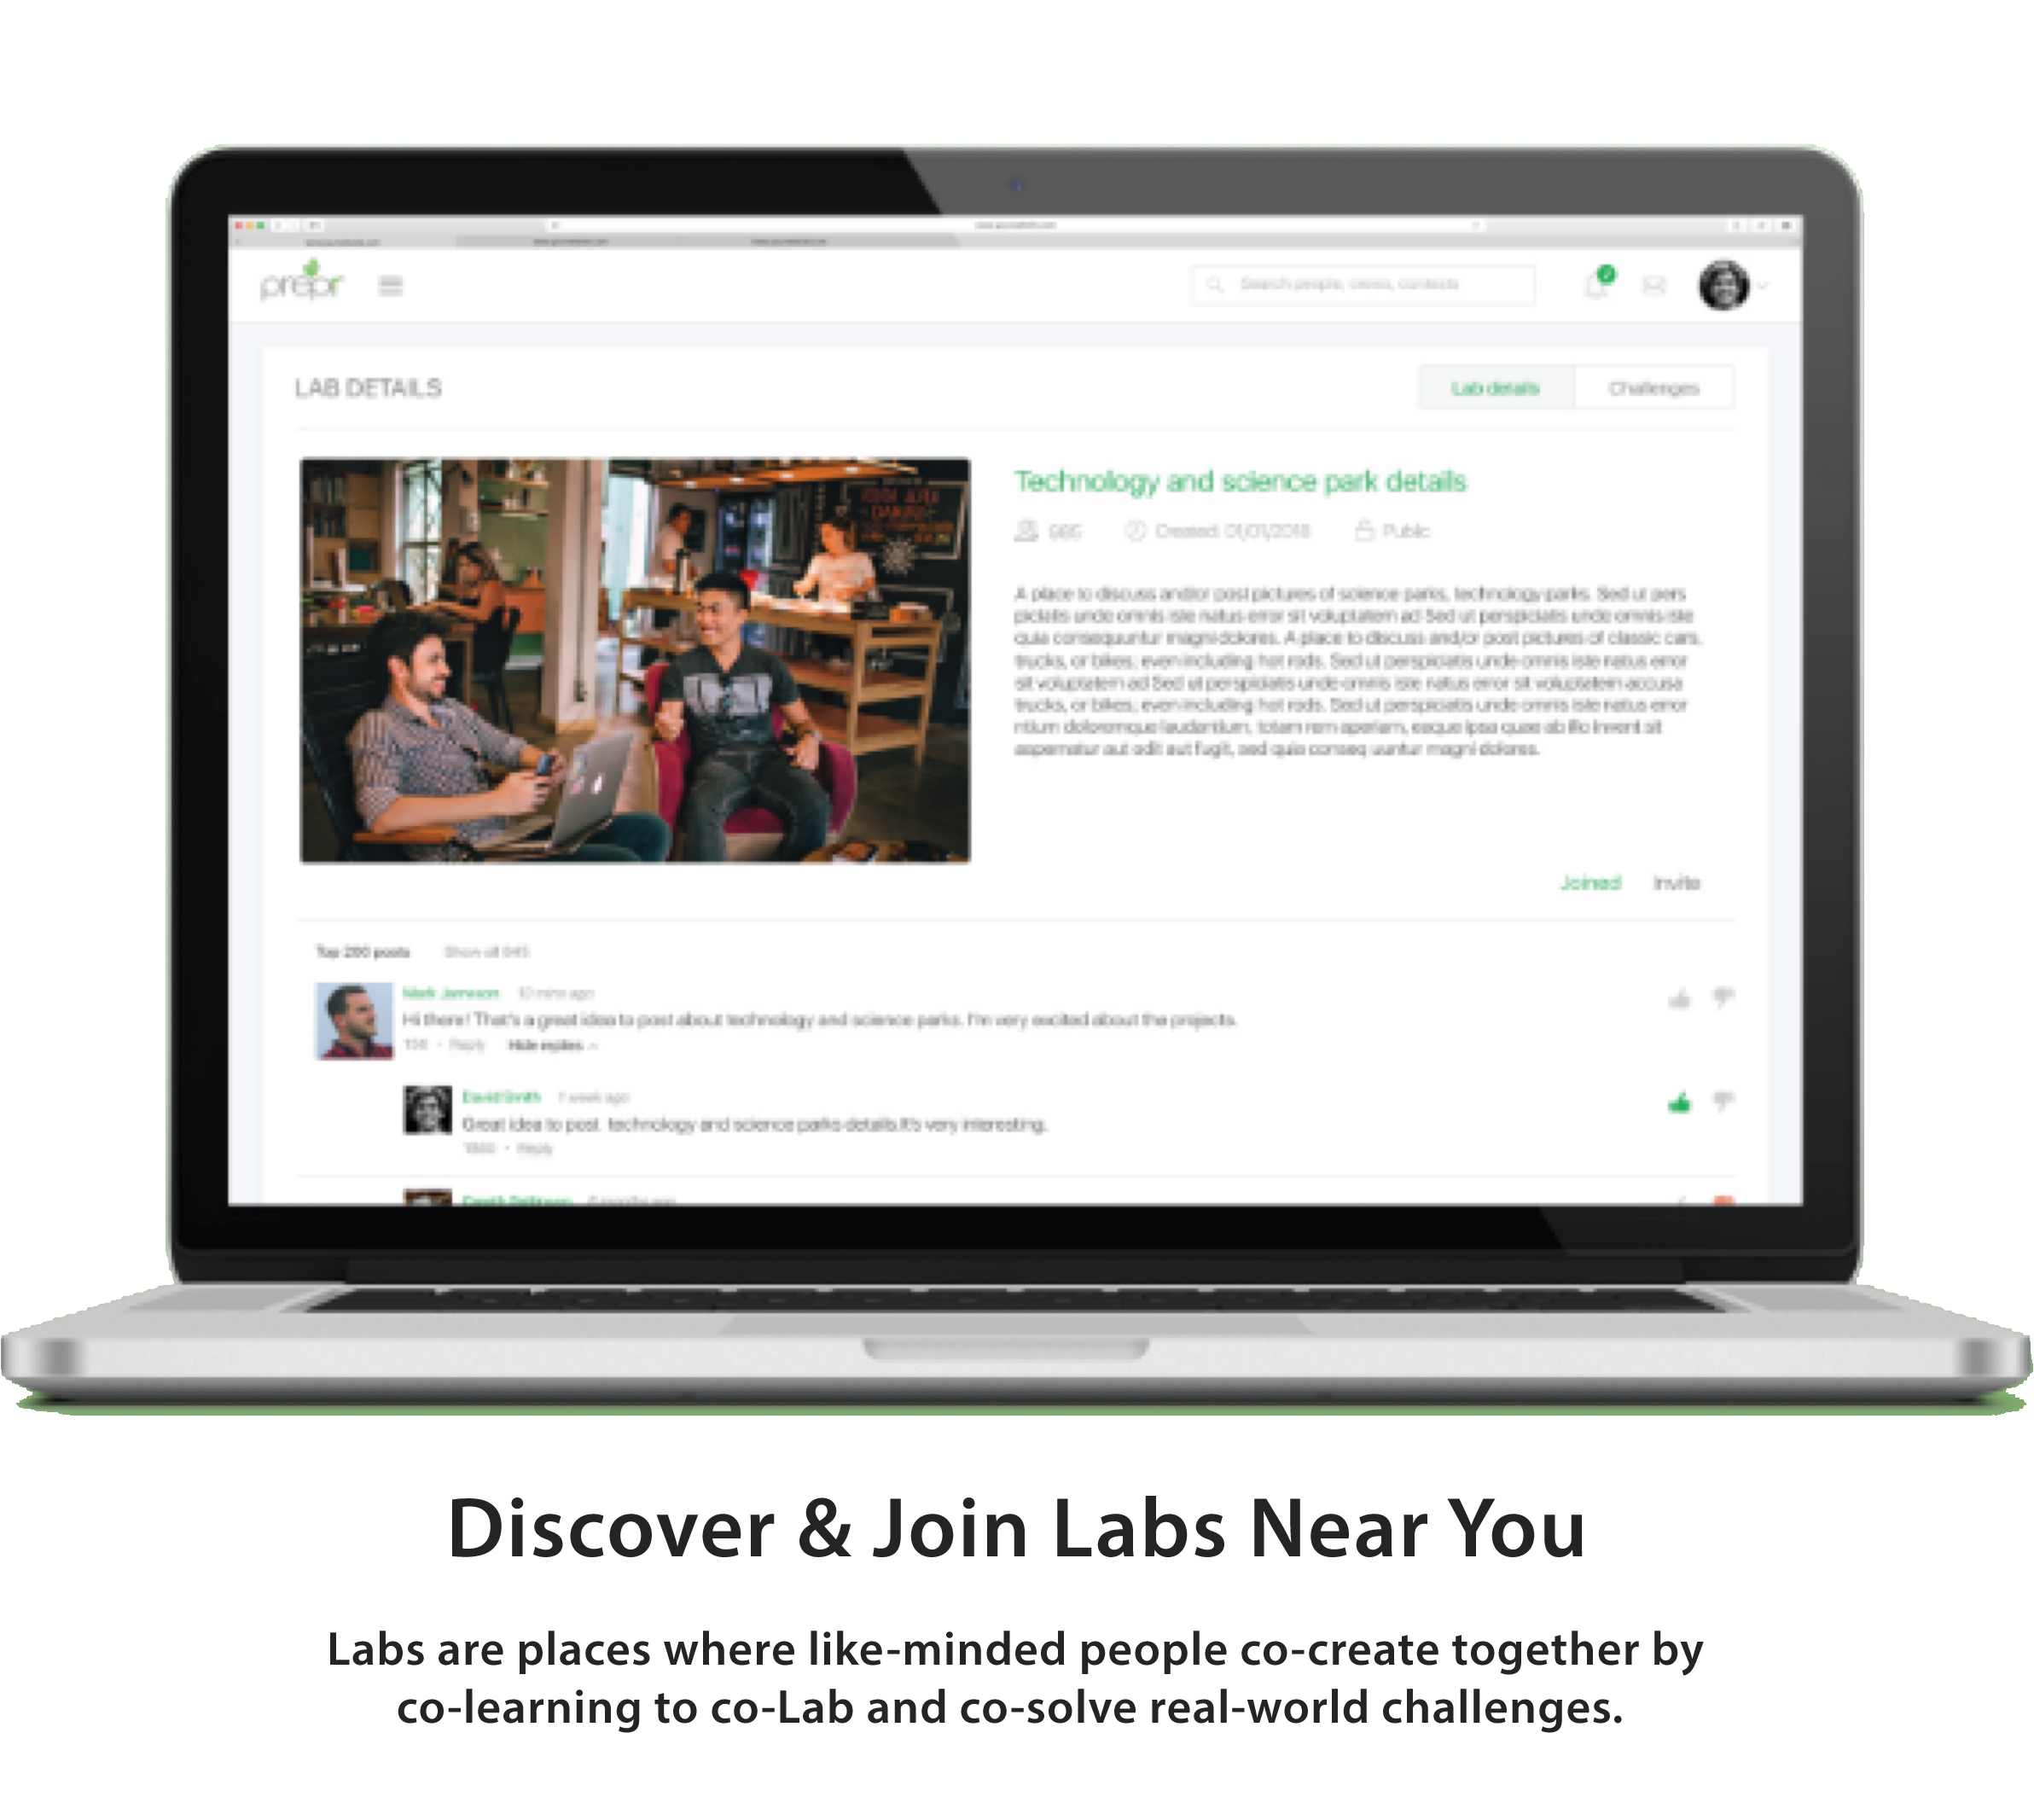 prepr
Search people, crews, contests
LAB DETAILS
Lab details
Challenges
Technology and science park details
Created: 01/01/2018
Public
A place to discuss and/or post pictures of science parks, technology parks. Sed ut pers
piciatis unde omnis iste natus error sit voluptatem ad Sed ut perspiciatis unde omnis iste
quia consequuntur magni dolores. A place to discuss and/or post pictures of classic cars,
trucks, or bikes, even including hot rods. Sed ut perspiciatis unde omnis iste natus error
sit voluptatem ad Sed ut perspiciatis unde omnis iste natus error sit voluptatem accusa
trucks, or bikes, even including hot rods. Sed ut perspiciatis unde omnis iste natus error
ntium doloremque laudantium, totam rem aperiam, eaque ipsa quae ab illo invent sit
aspernatur aut odit aut fugit, sed quia conseq uuntur magni dolores.
Joined
Invite
Top 200 posts
Show all
10 mins ago
Hi there! That's a great idea to post about technology and science parks. I'm very excited about the projects.
Reply
Hide replies
David Smith
1 week ago
Great idea to post technology and science parks details.It's very interesting.
Reply
Discover & Join Labs Near You
Labs are places where like-minded people co-create together by
co-learning to co-Lab and co-solve real-world challenges.